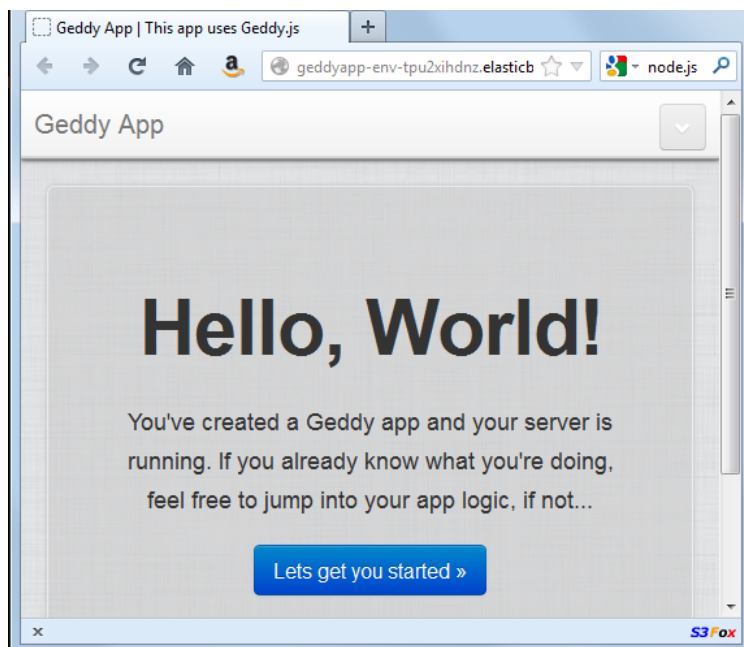 Geddy App | This app uses Geddy.js
geddyapp-env-tpu2xihdnz.elasticb
node.js
Geddy App
Hello, World!
You've created a Geddy app and your server is
running. If you already know what you're doing,
feel free to jump into your app logic, if not...
Lets get you started »
S3Fox